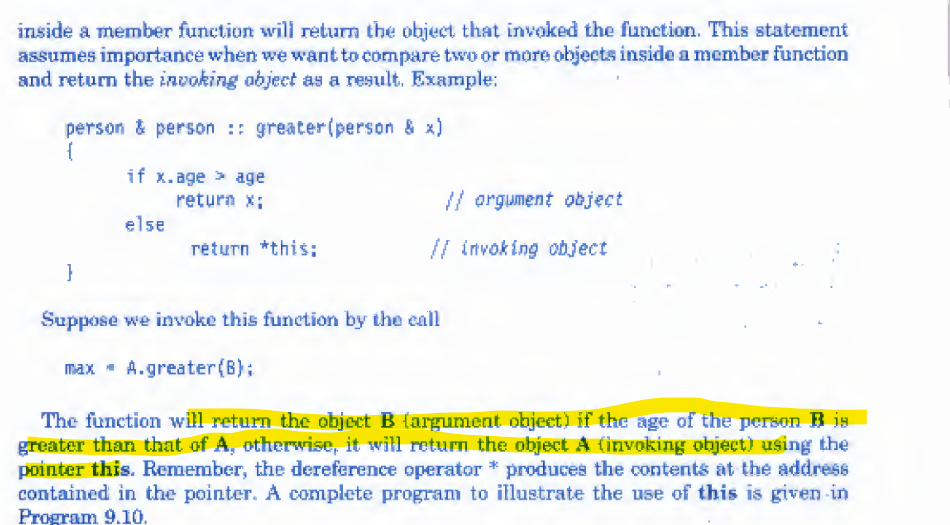 inside a member function will return the object that invoked the function. This statement
assumes importance when we want to compare two or more objects inside a member function
and return the invoking object as a result. Example:
person & person :: greater(person & x)
{
if x.age > age
return x; // argument object
else
return *this; // invoking object
}
Suppose we invoke this function by the call
max = A.greater(B);
The function will return the object B (argument object) if the age of the person B is
greater than that of A, otherwise, it will return the object A (invoking object) using the
pointer this. Remember, the dereference operator * produces the contents at the address
contained in the pointer. A complete program to illustrate the use of this is given in
Program 9.10.